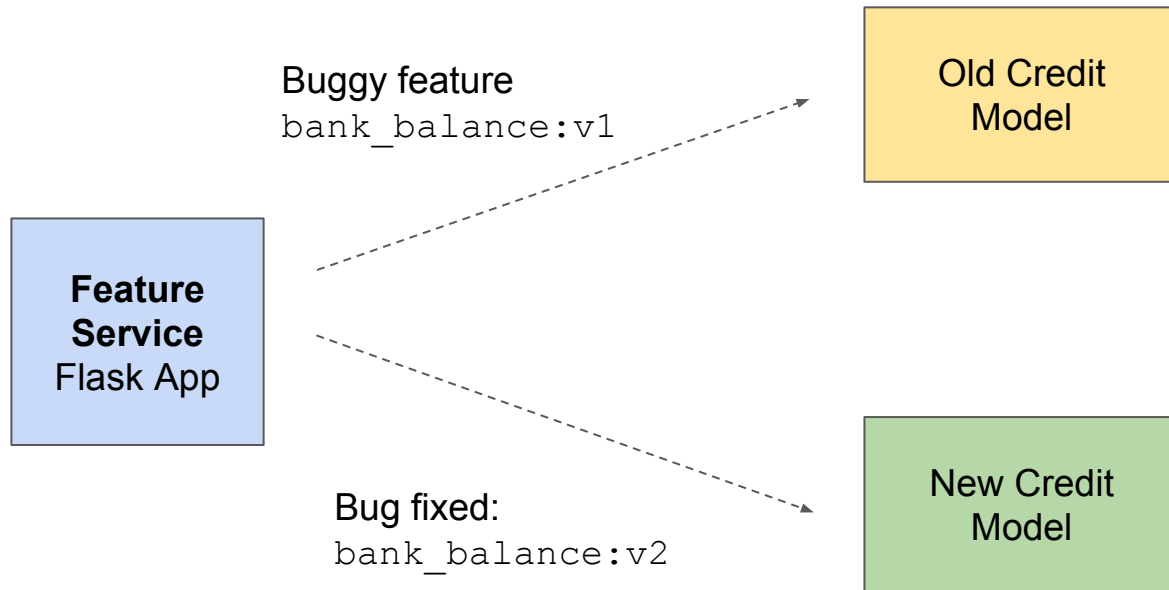 Buggy feature
bank_balance:v1
Old Credit
Model
Feature
Service
Flask App
Bug fixed:
bank_balance:v2
New Credit
Model